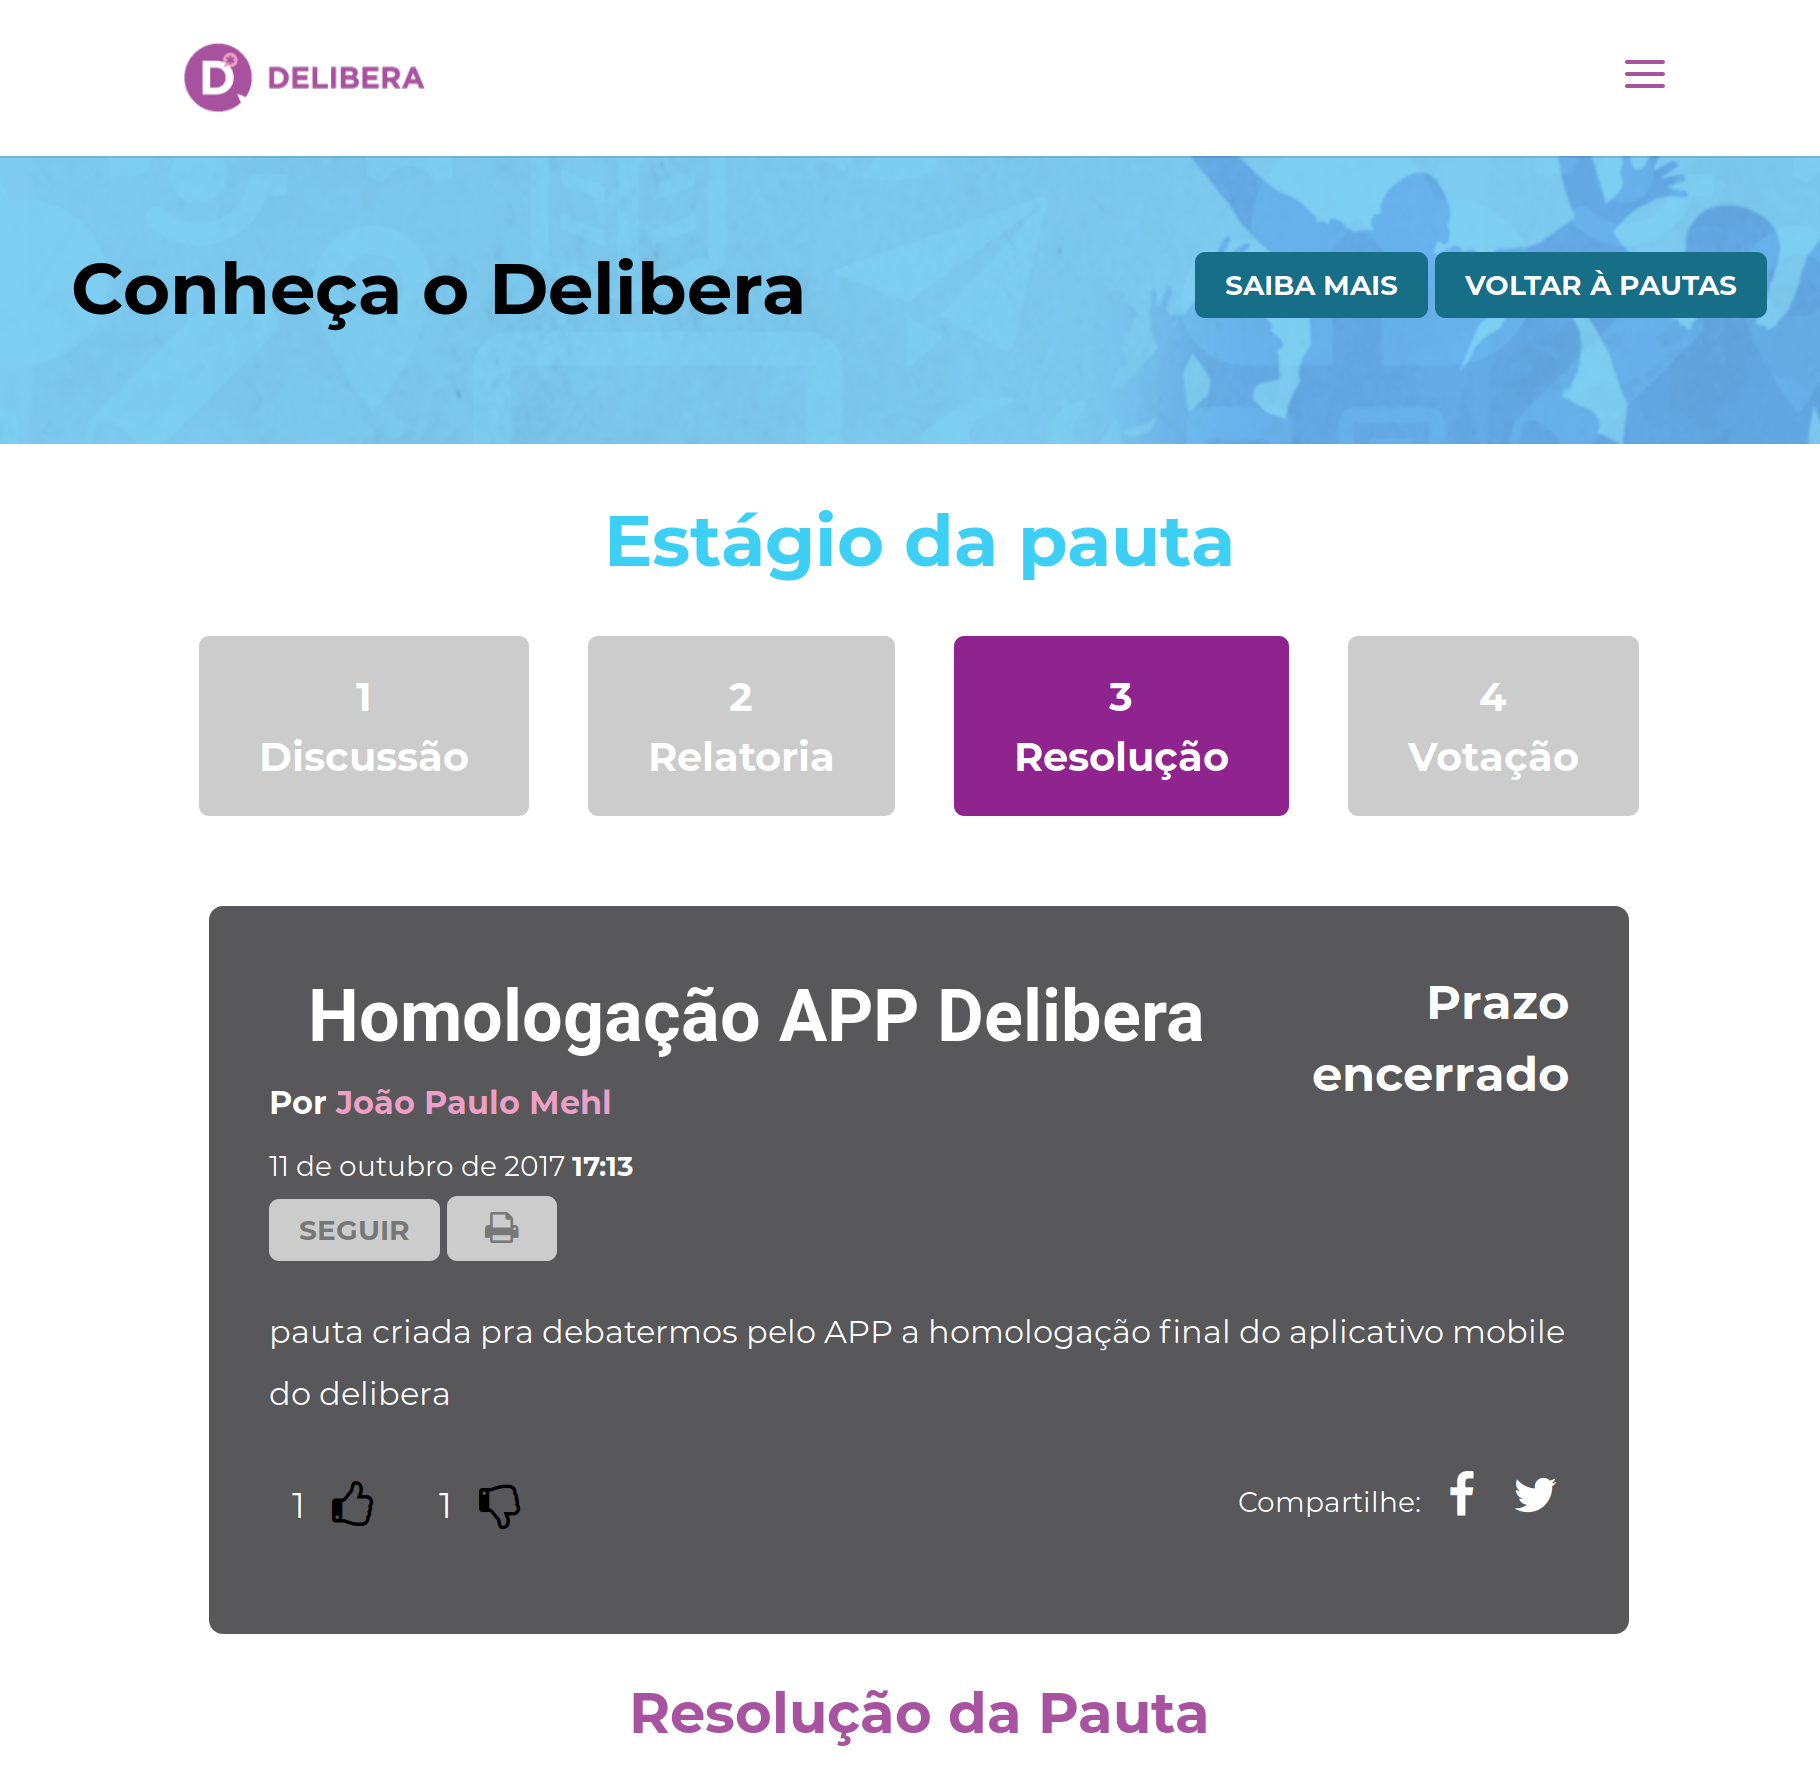 DELIBERA
Conheça o Delibera
SAIBA MAIS
VOLTAR À PAUTAS
Estágio da pauta
1
Discussão
2
Relatoria
3
Resolução
4
Votação
Homologação APP Delibera
Prazo
encerrado
Por João Paulo Mehl
11 de outubro de 2017 17:13
SEGUIR
pauta criada pra debatermos pelo APP a homologação final do aplicativo mobile
do delibera
1
1
Compartilhe:
Resolução da Pauta